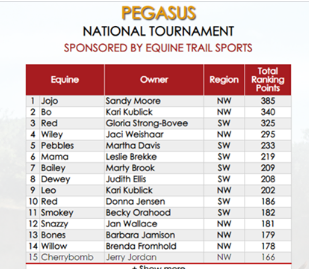 PEGASUS
NATIONAL TOURNAMENT
SPONSORED BY EQUINE TRAIL SPORTS
Equine Owner Region Total Ranking Points
1 Jojo Sandy Moore NW 385
2 Bo Kari Kublick NW 340
3 Red Gloria Strong-Bovee SW 325
4 Wiley Jaci Weishaar NW 295
5 Pebbles Martha Davis SW 233
6 Mama Leslie Brekke SW 219
7 Bailey Marty Brook SW 209
8 Dewey Judith Ellis SW 208
9 Leo Kari Kublick NW 202
10 Red Donna Jensen SW 186
11 Smokey Becky Orahood SW 182
12 Snazzy Jan Wallace NW 181
13 Bones Barbara Jamison NW 179
14 Willow Brenda Fromhold NW 178
15 Cherrybomb Jerry Jordan NW 166
+ Show more